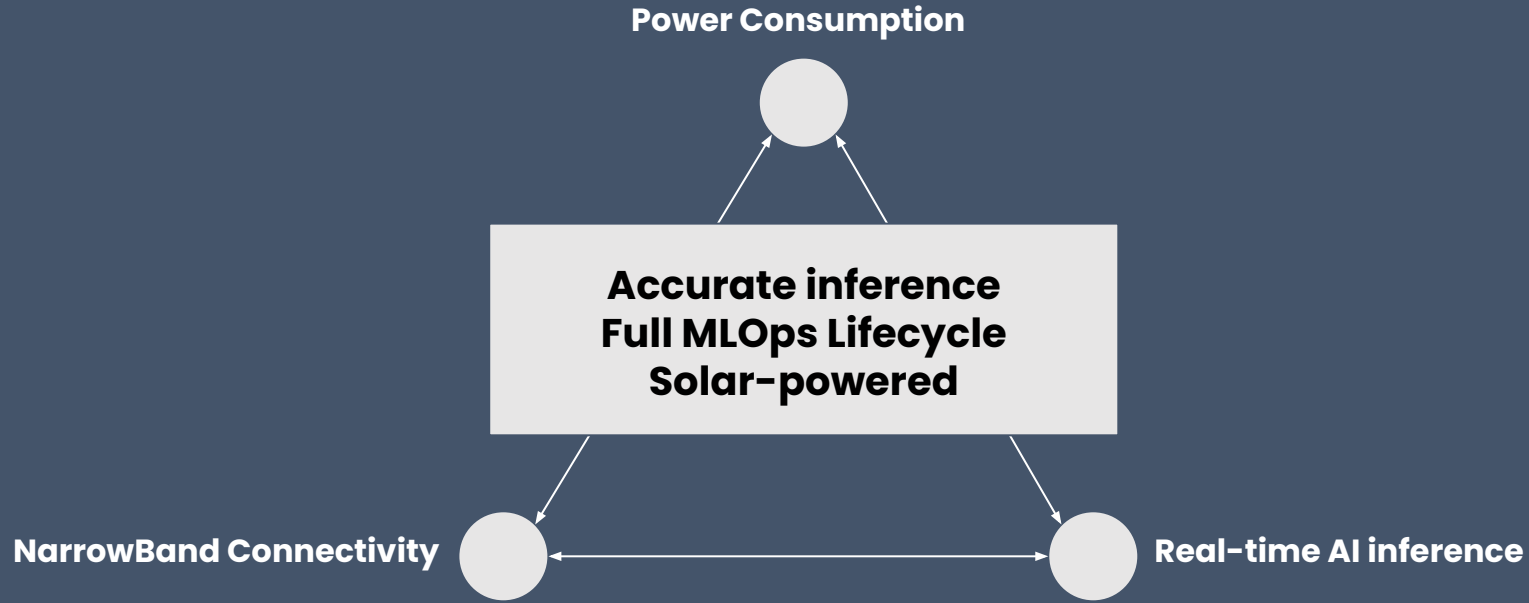 Power Consumption
Accurate inference
Full MLOps Lifecycle
Solar-powered
NarrowBand Connectivity
Real-time AI inference